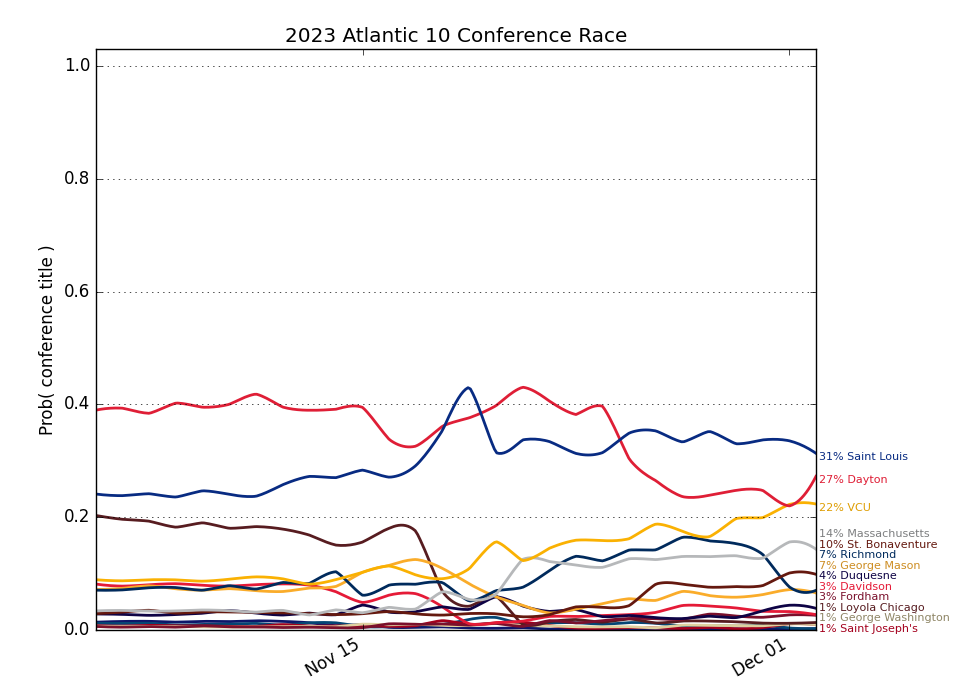 2023 Atlantic 10 Conference Race
Prob( conference title )
1.0
0.8
0.6
0.4
0.2
0.0
Nov 15
Dec 01
31% Saint Louis
27% Dayton
22% VCU
14% Massachusetts
10% St. Bonaventure
7% Richmond
7% George Mason
4% Duquesne
3% Davidson
3% Fordham
1% Loyola Chicago
1% George Washington
1% Saint Joseph's